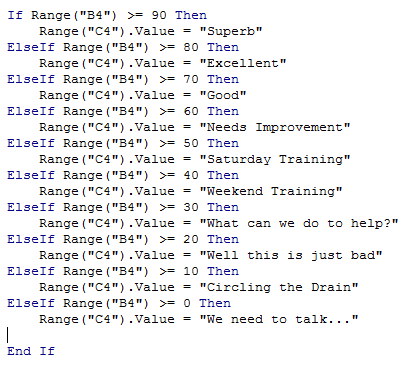 If Range("B4") >= 90 Then
    Range("C4").Value = "Superb"
ElseIf Range("B4") >= 80 Then
    Range("C4").Value = "Excellent"
ElseIf Range("B4") >= 70 Then
    Range("C4").Value = "Good"
ElseIf Range("B4") >= 60 Then
    Range("C4").Value = "Needs Improvement"
ElseIf Range("B4") >= 50 Then
    Range("C4").Value = "Saturday Training"
ElseIf Range("B4") >= 40 Then
    Range("C4").Value = "Weekend Training"
ElseIf Range("B4") >= 30 Then
    Range("C4").Value = "What can we do to help?"
ElseIf Range("B4") >= 20 Then
    Range("C4").Value = "Well this is just bad"
ElseIf Range("B4") >= 10 Then
    Range("C4").Value = "Circling the Drain"
ElseIf Range("B4") >= 0 Then
    Range("C4").Value = "We need to talk..."
End If